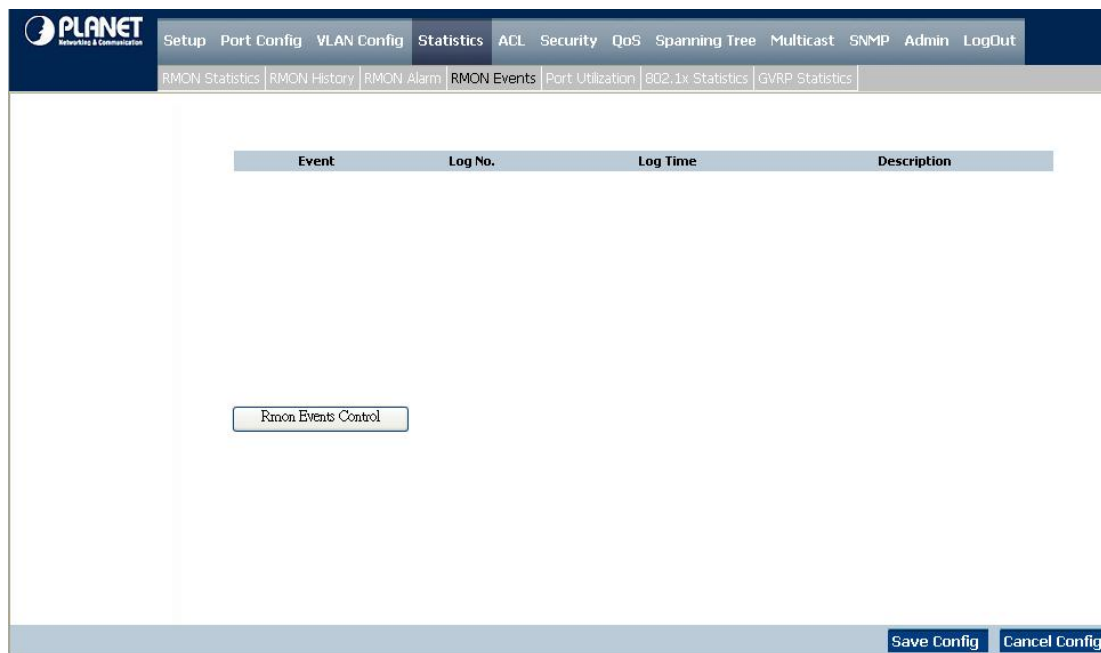 PLANET
Networking & Communication
Setup Port Config VLAN Config Statistics ACL Security QoS Spanning Tree Multicast SNMP Admin LogOut
RMON Statistics RMON History RMON Alarm RMON Events Port Utilization 802.1x Statistics GVRP Statistics
Event Log No. Log Time Description
Rmon Events Control
Save Config Cancel Config